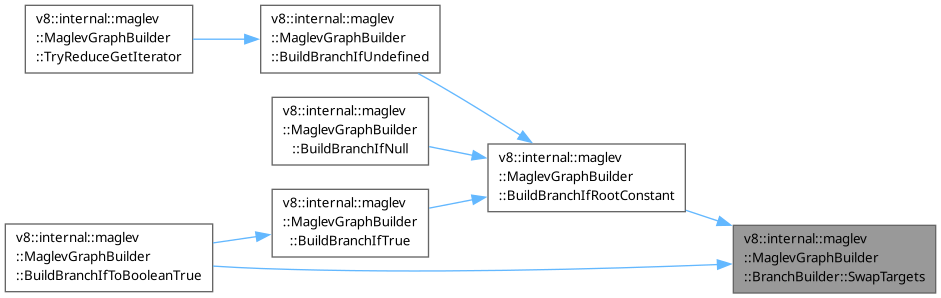 v8::internal::maglev
::MaglevGraphBuilder
::TryReduceGetIterator
v8::internal::maglev
::MaglevGraphBuilder
::BuildBranchIfUndefined
v8::internal::maglev
::MaglevGraphBuilder
::BuildBranchIfNull
v8::internal::maglev
::MaglevGraphBuilder
::BuildBranchIfRootConstant
v8::internal::maglev
::MaglevGraphBuilder
::BuildBranchIfTrue
v8::internal::maglev
::MaglevGraphBuilder
::BuildBranchIfToBooleanTrue
v8::internal::maglev
::MaglevGraphBuilder
::BranchBuilder::SwapTargets